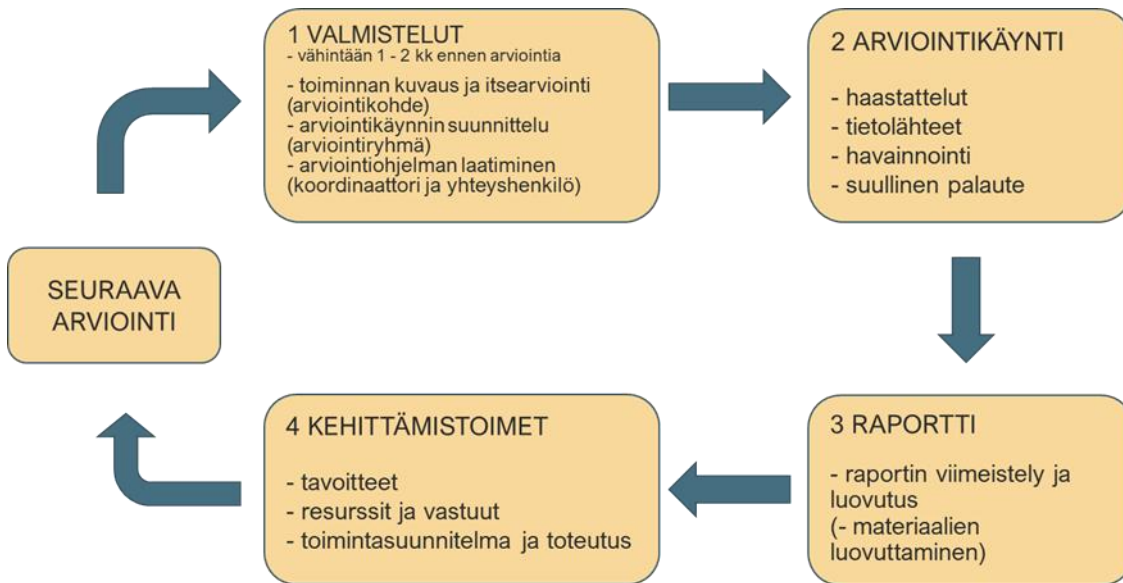 1 VALMISTELUT
- vähintään 1 - 2 kk ennen arviointia
- toiminnan kuvaus ja itsearviointi
(arviointikohde)
- arviointikäynnin suunnittelu
(arviointiryhmä)
- arviointiohjelman laatiminen
(koordinaattori ja yhteyshenkilö)
2 ARVIOINTIKÄYNTI
- haastattelut
- tietolähteet
- havainnointi
- suullinen palaute
3 RAPORTTI
- raportin viimeistely ja
luovutus
(- materiaalien
luovuttaminen)
4 KEHITTÄMISTOIMET
- tavoitteet
- resurssit ja vastuut
- toimintasuunnitelma ja toteutus
SEURAAVA
ARVIOINTI